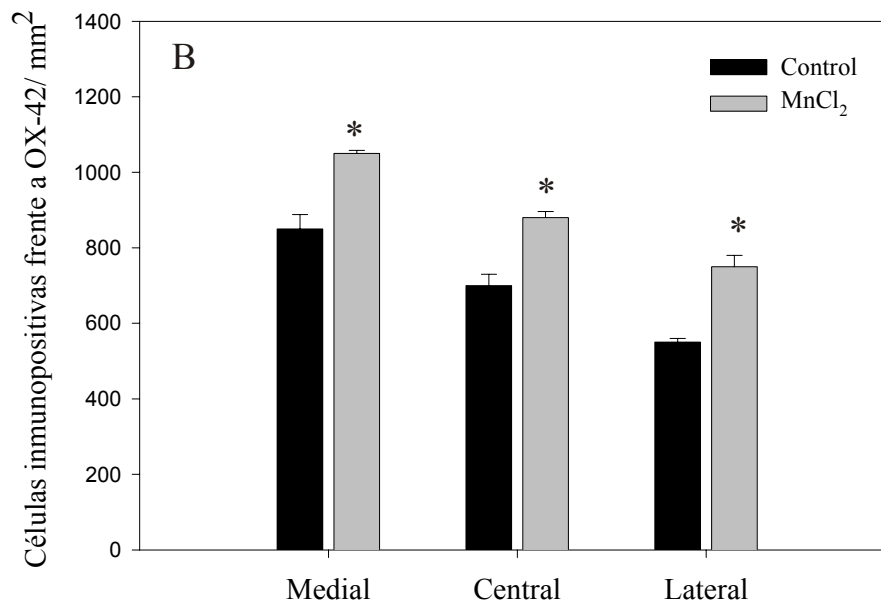 Células inmunopositivas frente a OX-42/ mm²
1400
1200
1000
800
600
400
200
0
B
Control
MnCl₂
*
*
*
Medial Central Lateral